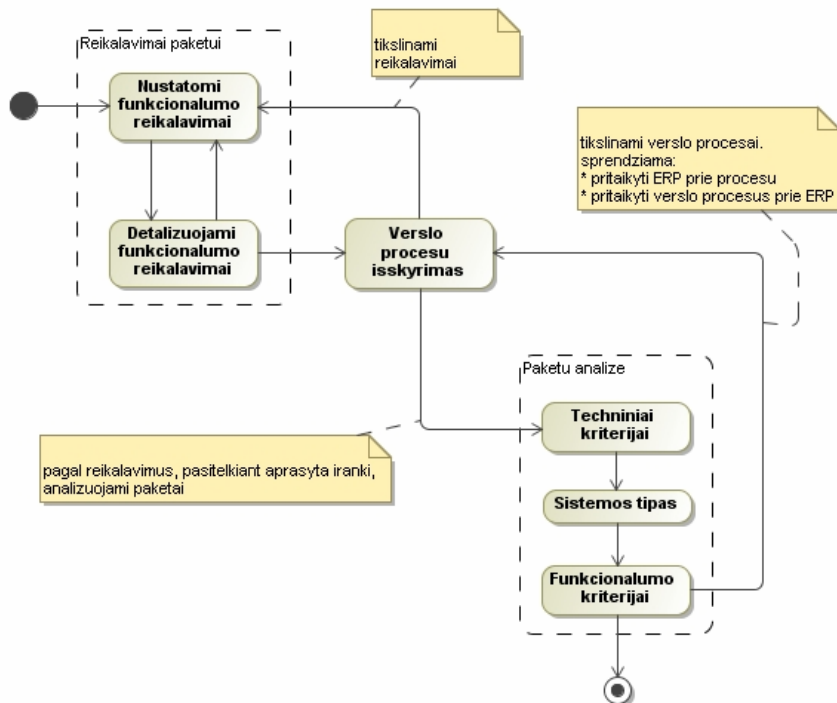 Reikalavimai paketui
Nustatomi
funkcionalumo
reikalavimai
Detalizuojami
funkcionalumo
reikalavimai
tikslinami
reikalavimai
Verslo
procesu
isskyrimas
tikslinami verslo procesai.
sprendziama:
* pritaikyti ERP prie procesu
* pritaikyti verslo procesus prie ERP
pagal reikalavimus, pasitelkiant aprasyta iranki,
analizuojami paketai
Paketu analize
Techniniai
kriterijai
Sistemos tipas
Funkcionalumo
kriterijai